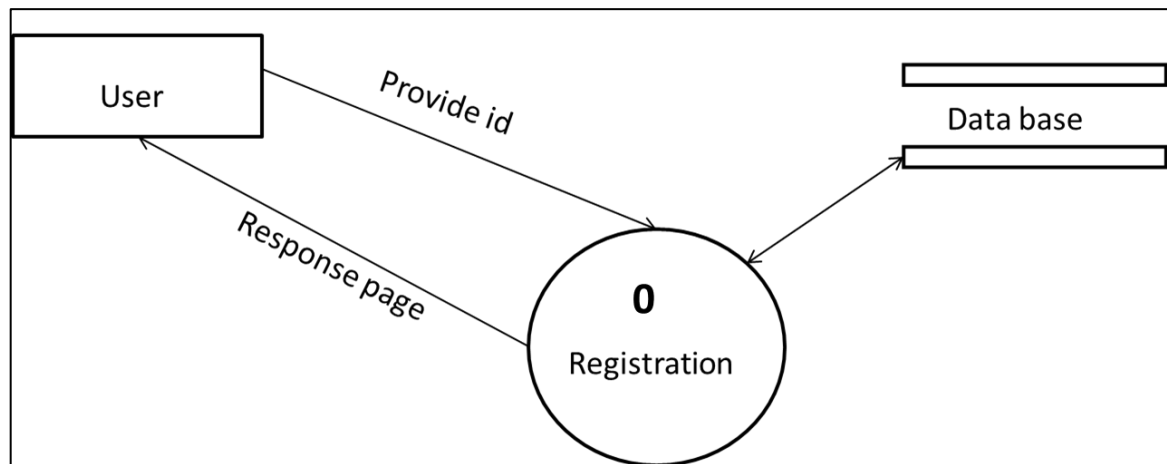 User
Provide id
Data base
Response page
0
Registration